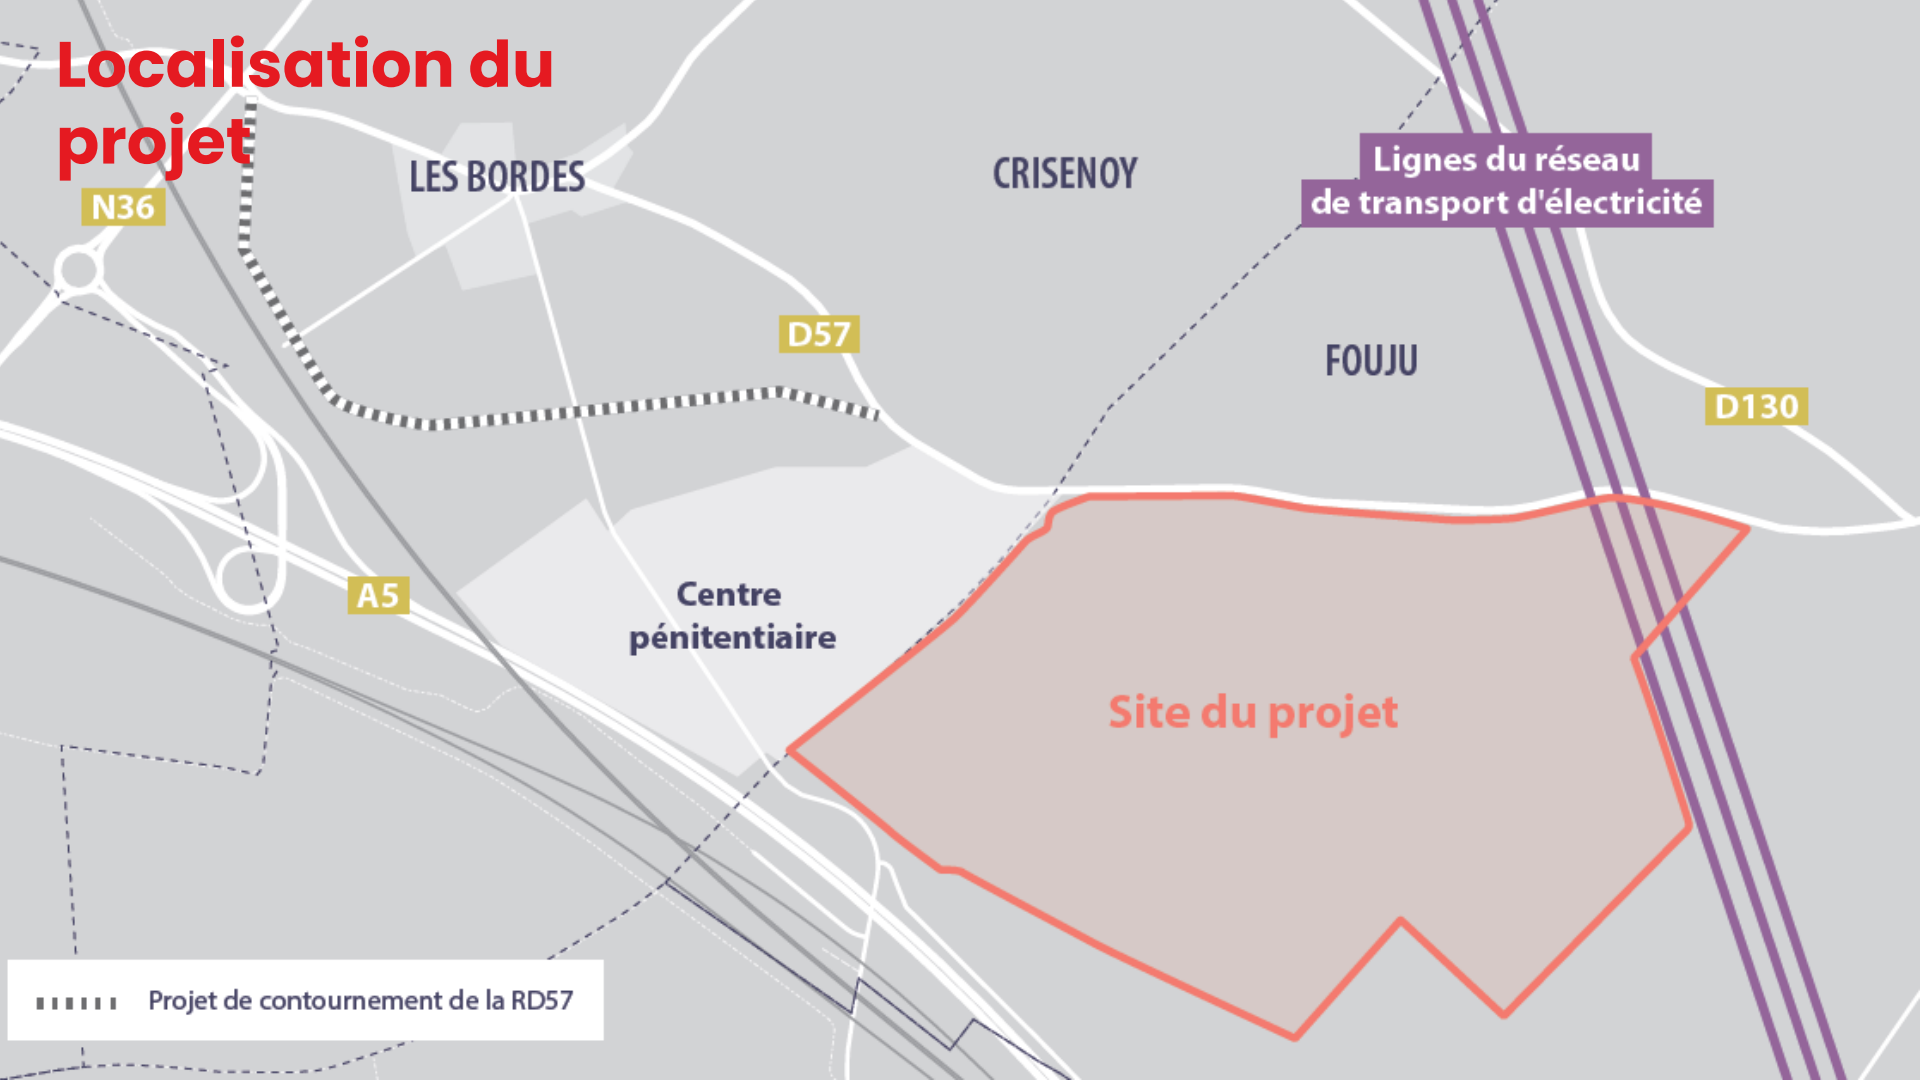 Localisation du
projet
N36
LES BORDES
CRISENOY
Lignes du réseau
de transport d'électricité
D57
FOUJU
D130
A5
Centre
pénitentiaire
Site du projet
Projet de contournement de la RD57